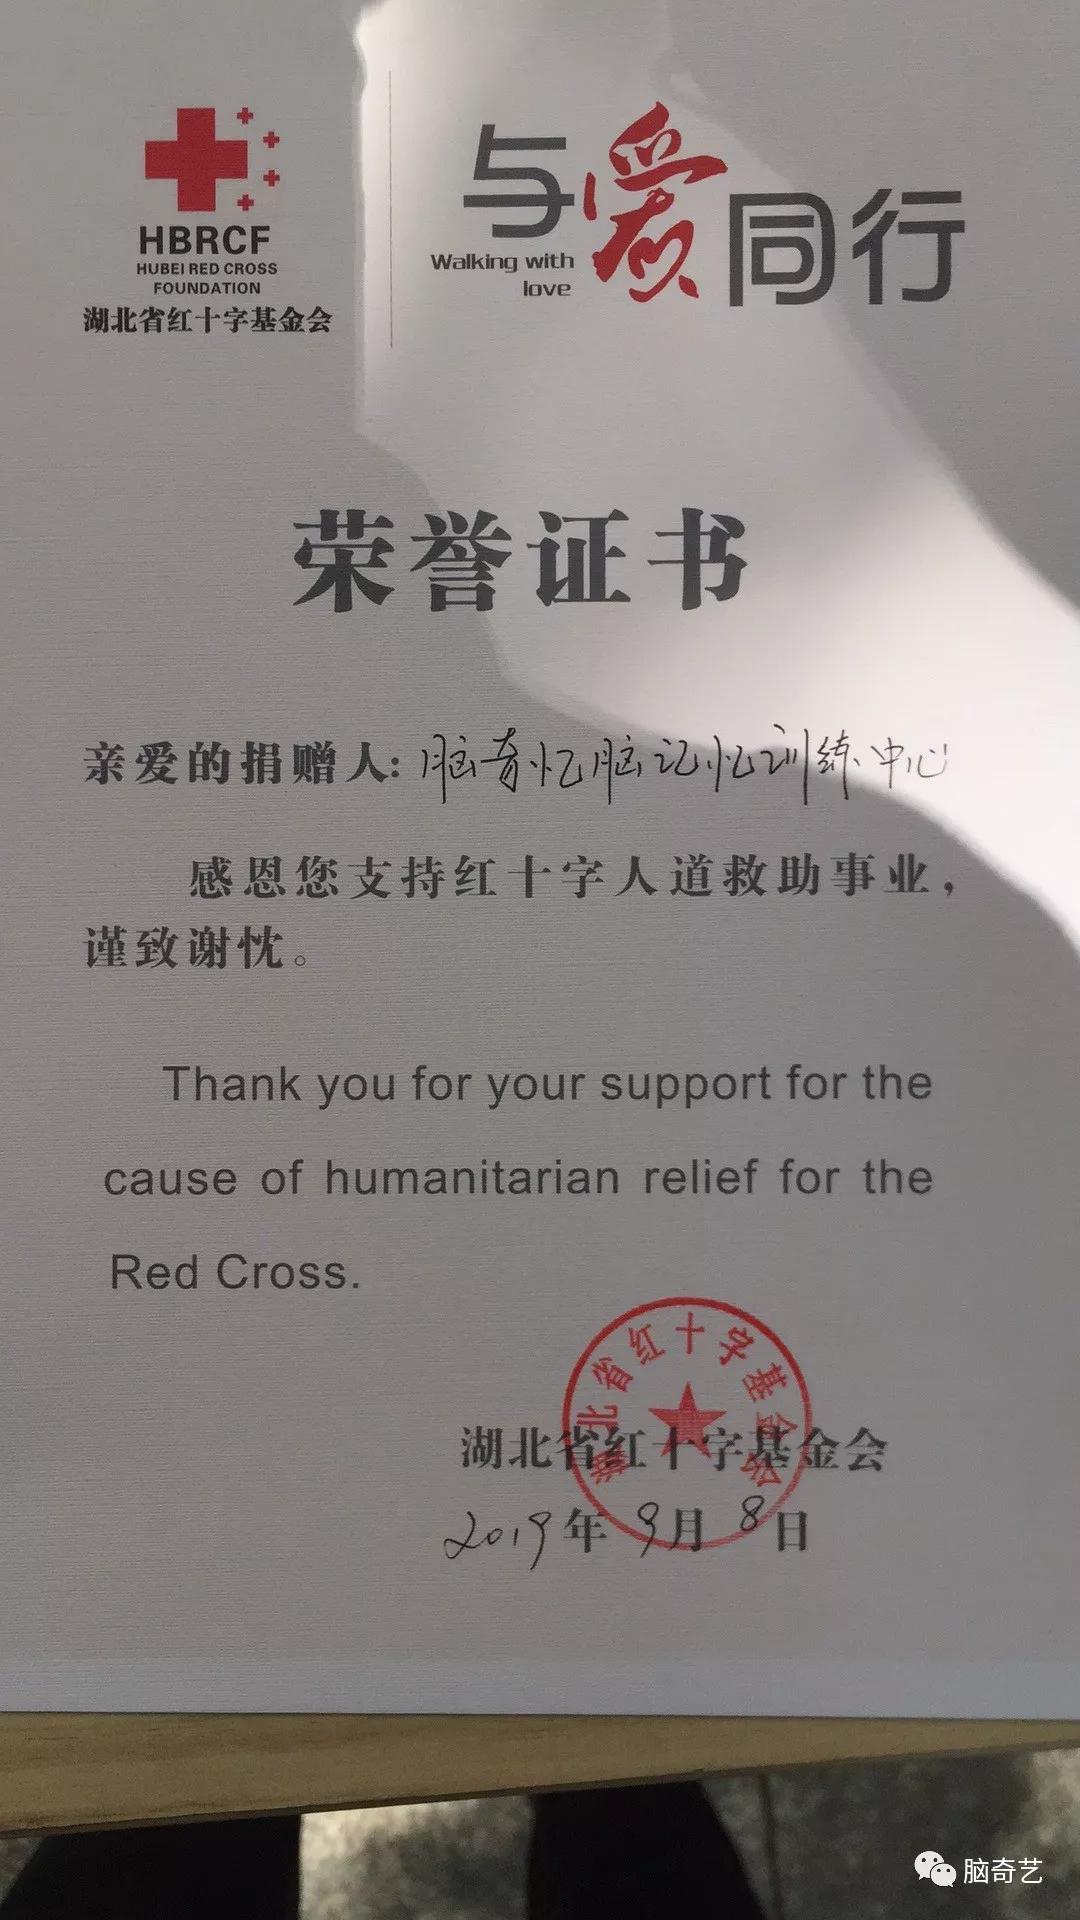 HBRCF
HUBEI RED CROSS
FOUNDATION
湖北省红十字基金会
与爱同行
Walking with
love
荣誉证书
亲爱的捐赠人:脑奇忆脑记忆训练中心
感恩您支持红十字人道救助事业，
谨致谢忱。
Thank you for your support for the
cause of humanitarian relief for the
Red Cross.
湖北省红十字基金会
湖北省红十字基金会
2019年9月8日
脑奇艺